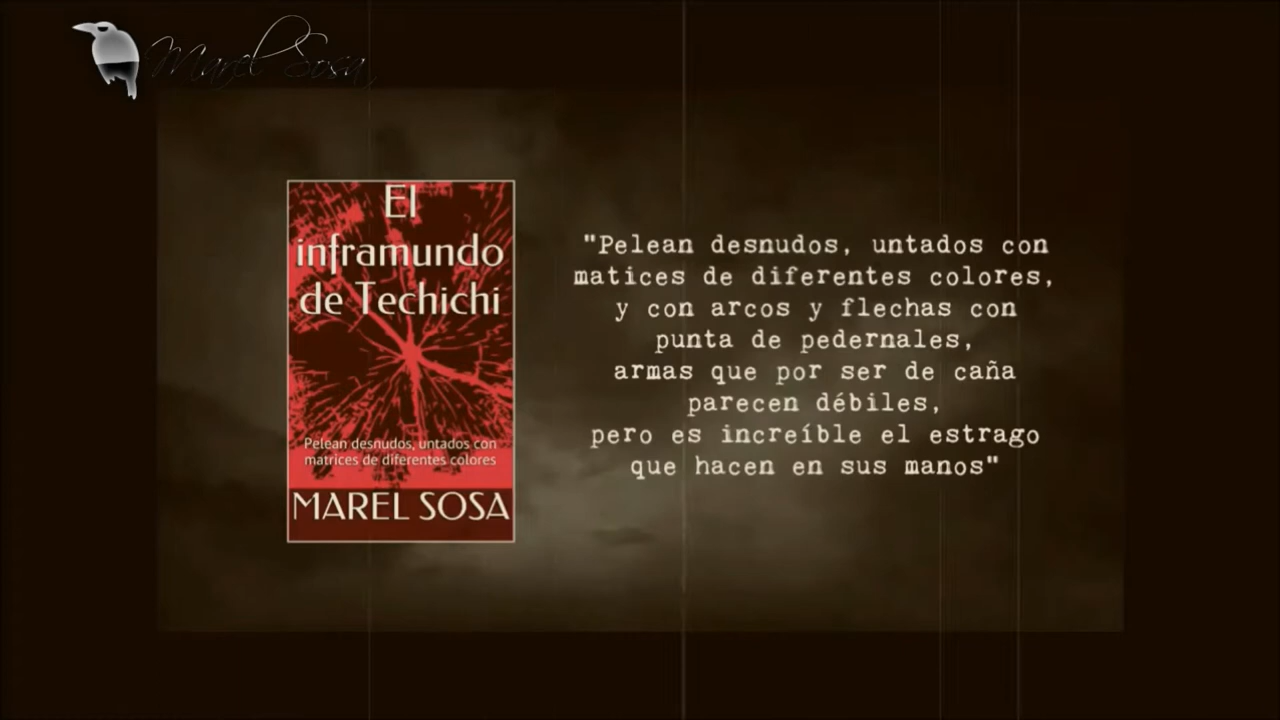 Marel Sosa
El
inframundo
de Techichi
Pelean desnudos, untados con
matrices de diferentes colores
MAREL SOSA
"Pelean desnudos, untados con
matices de diferentes colores,
y con arcos y flechas con
punta de pedernales,
armas que por ser de caña
parecen débiles,
pero es increíble el estrago
que hacen en sus manos"